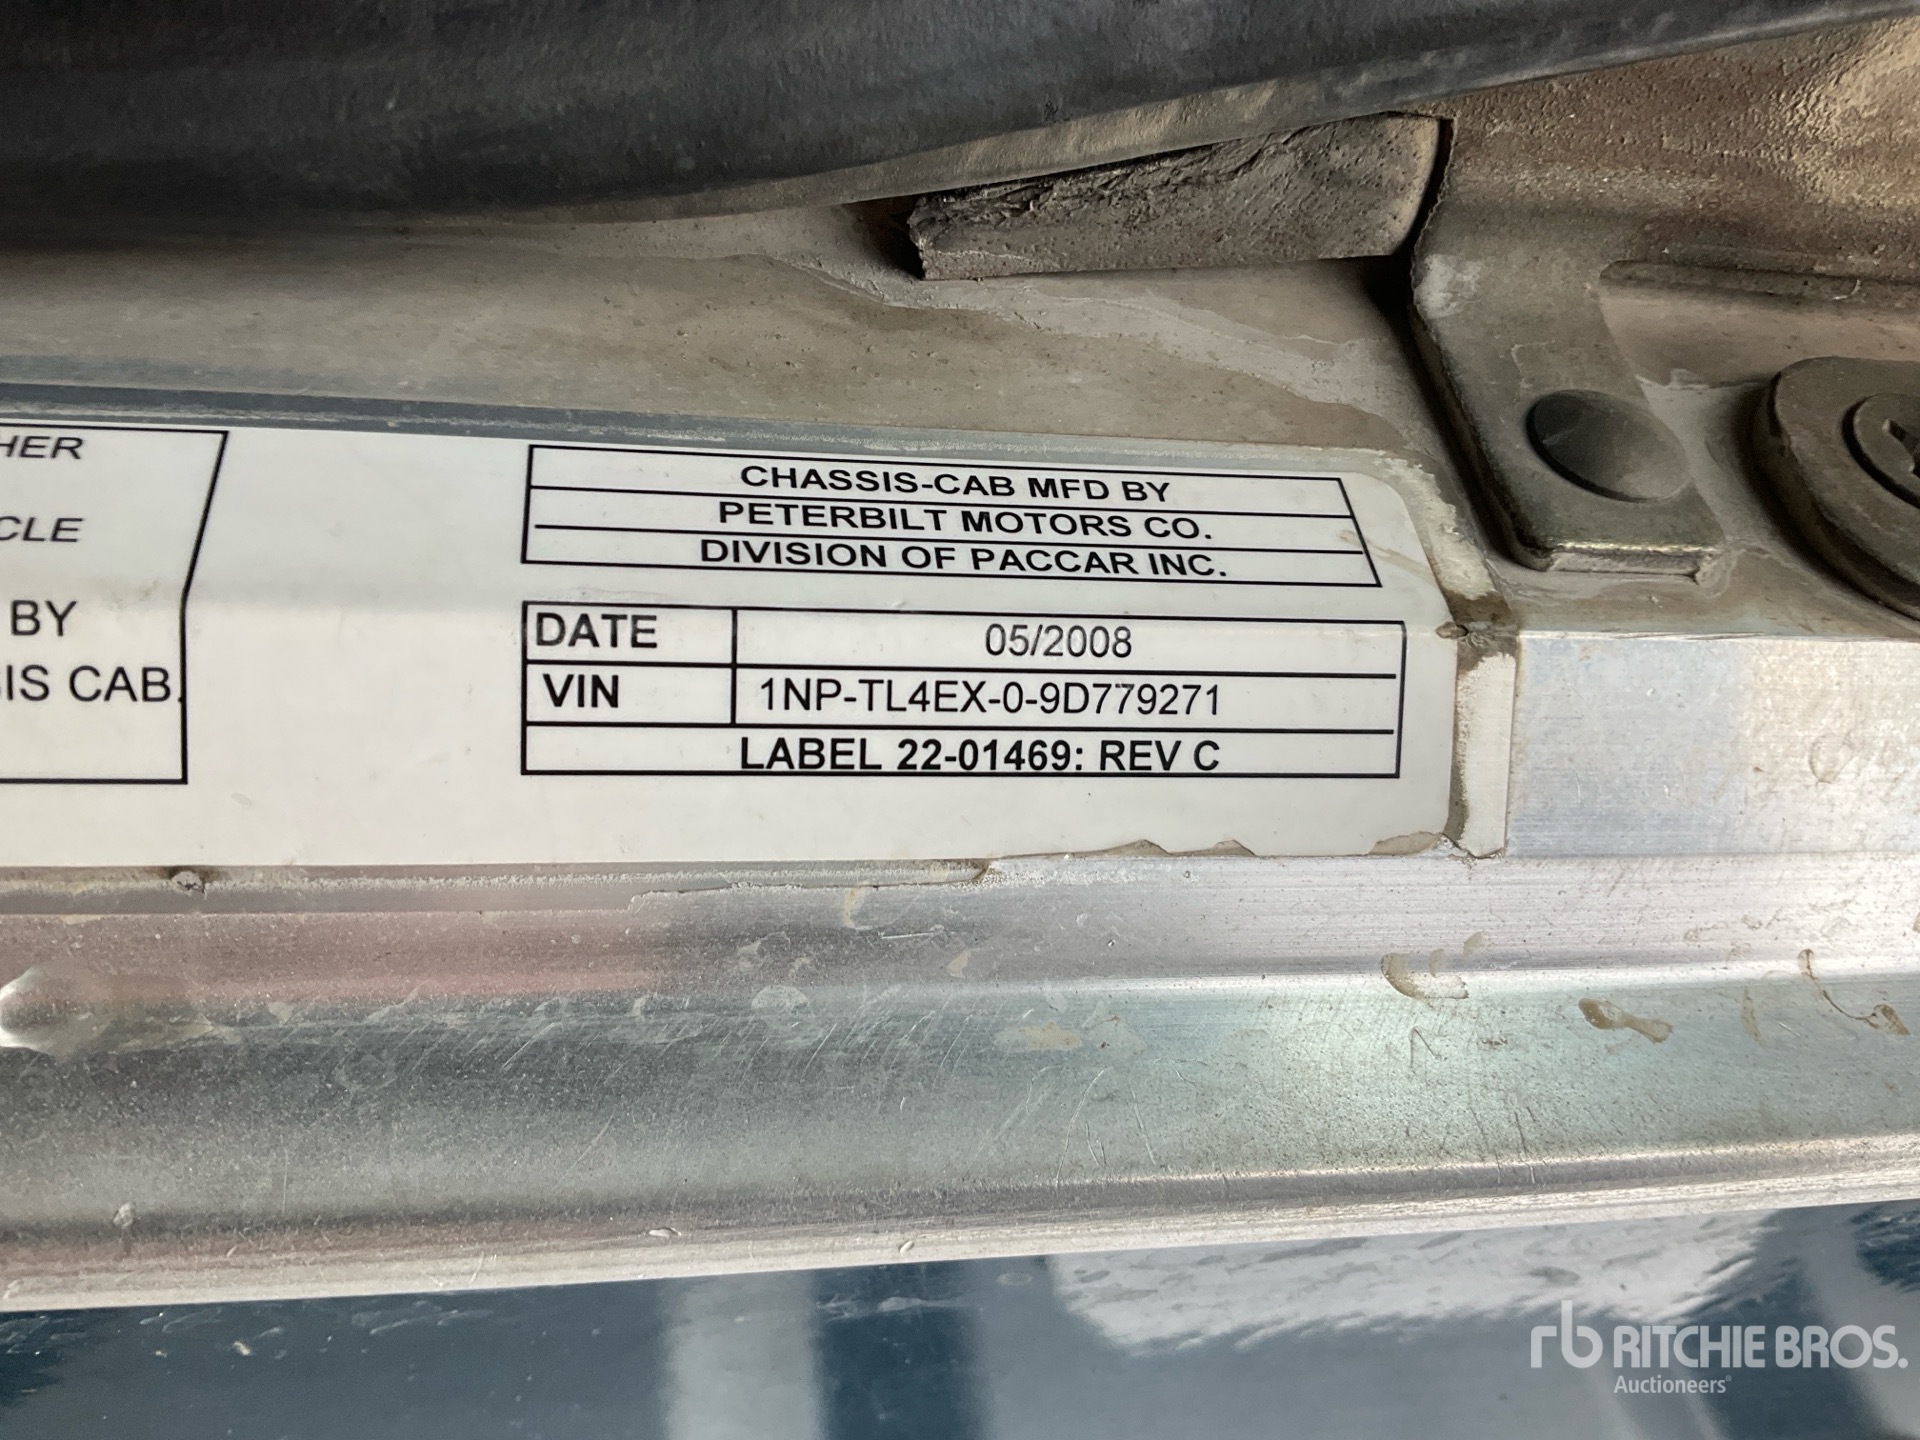 HER
CLE
BY
IS CAB.
CHASSIS-CAB MFD BY
PETERBILT MOTORS CO.
DIVISION OF PACCAR INC.
DATE 05/2008
VIN 1NP-TL4EX-0-9D779271
LABEL 22-01469: REV C
rb RITCHIE BROS.
Auctioneers